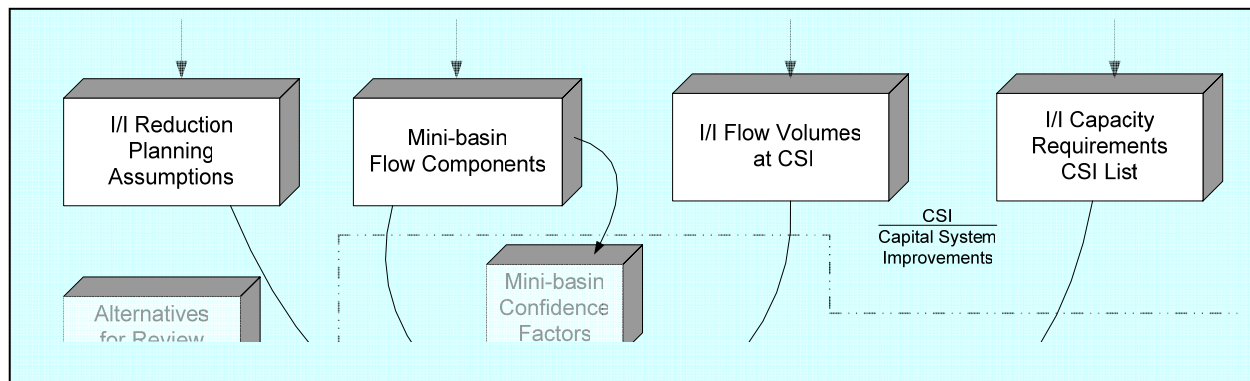 I/I Reduction
Planning
Assumptions
Mini-basin
Flow Components
I/I Flow Volumes
at CSI
I/I Capacity
Requirements
CSI List
CSI
Capital System
Improvements
Mini-basin
Confidence
Factors
Alternatives
for Review